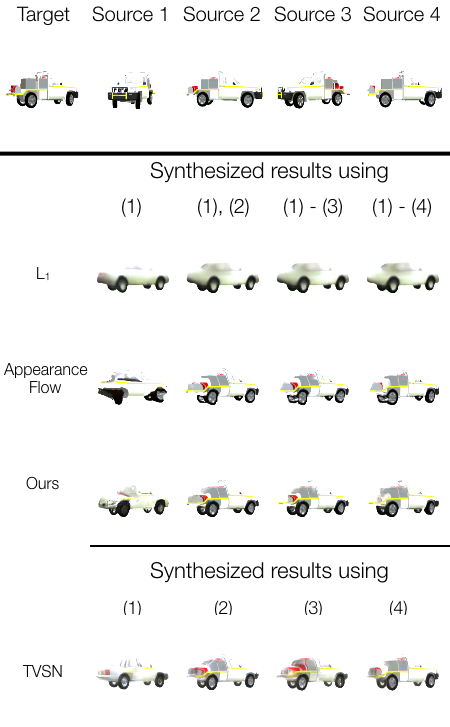 Target Source 1 Source 2 Source 3 Source 4
Synthesized results using
(1) (1), (2) (1) - (3) (1) - (4)
L₁
Appearance
Flow
Ours
Synthesized results using
(1) (2) (3) (4)
TVSN